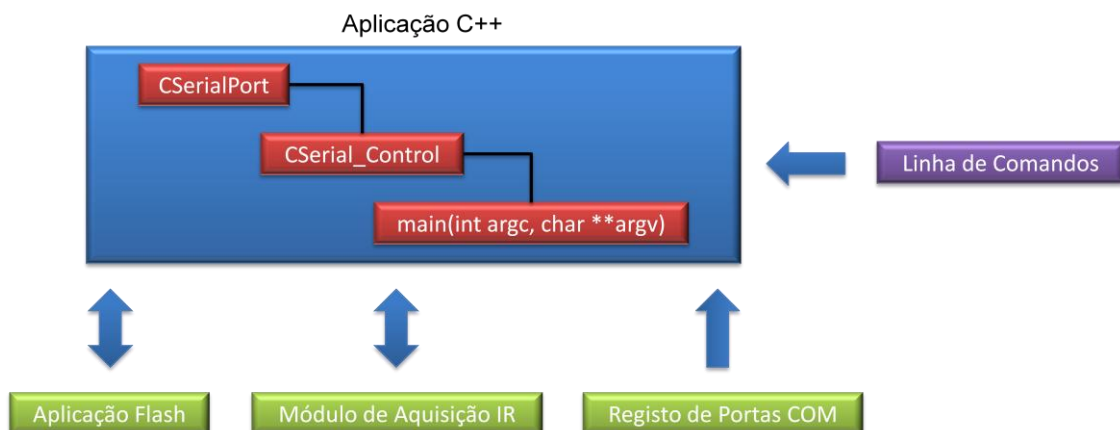 Aplicação C++
CSerialPort
CSerial_Control
Linha de Comandos
main(int argc, char **argv)
Aplicação Flash
Módulo de Aquisição IR
Registo de Portas COM